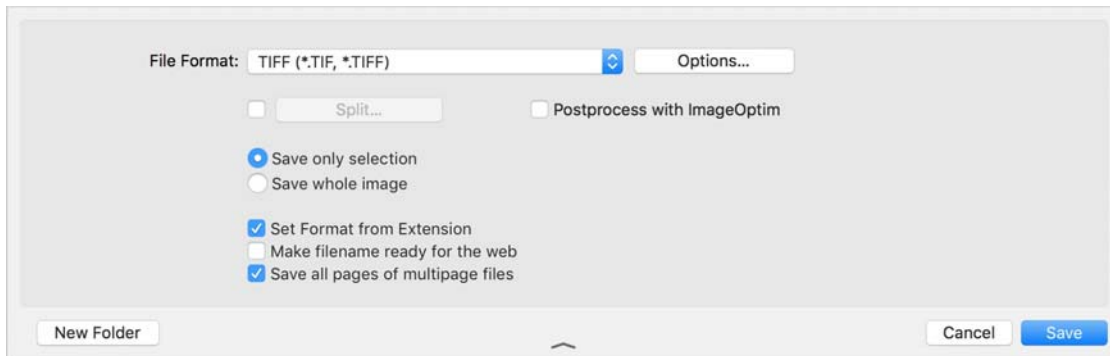 File Format: TIFF (*.TIF, *.TIFF) Options...
Split... Postprocess with ImageOptim
Save only selection
Save whole image
Set Format from Extension
Make filename ready for the web
Save all pages of multipage files
New Folder Cancel Save